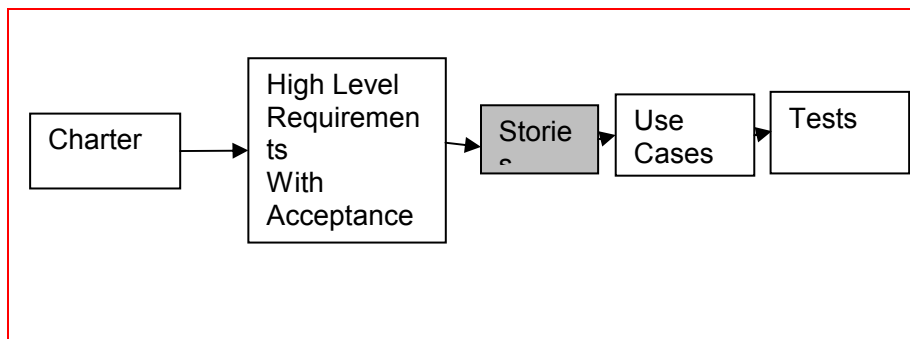 Charter
High Level
Requiremen
ts
With
Acceptance
Storie
s
Use
Cases
Tests